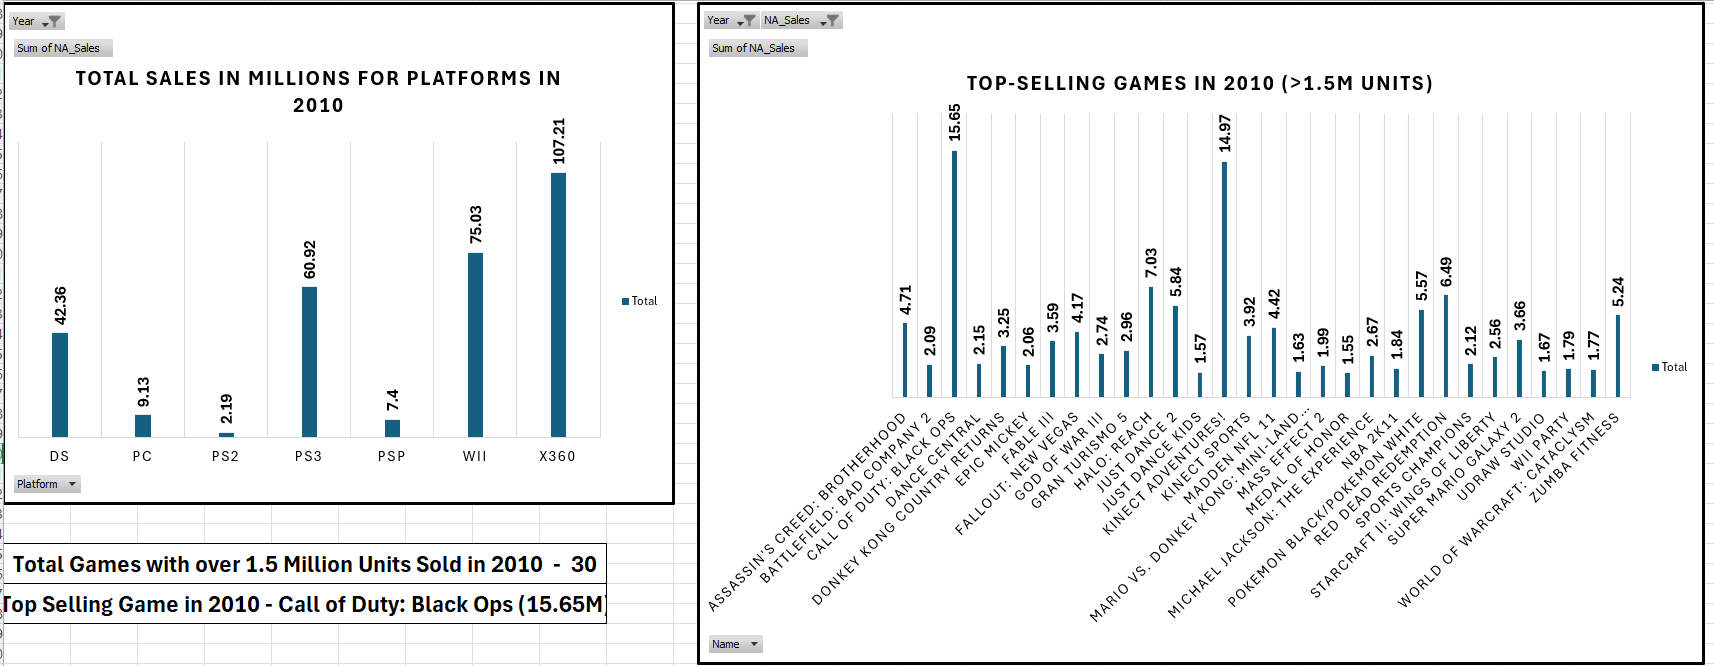 Year
Sum of NA_Sales
TOTAL SALES IN MILLIONS FOR PLATFORMS IN
2010
42.36
9.13
2.19
60.92
7.4
75.03
107.21
DS
PC
PS2
PS3
PSP
WII
X360
Total
Platform
Total Games with over 1.5 Million Units Sold in 2010 - 30
Top Selling Game in 2010 - Call of Duty: Black Ops (15.65M)
Year
NA_Sales
Sum of NA_Sales
TOP-SELLING GAMES IN 2010 (>1.5M UNITS)
4.71
2.09
15.65
2.15
3.25
2.06
3.59
4.17
2.74
2.96
7.03
5.84
1.57
14.97
3.92
4.42
1.63
1.99
1.55
2.67
1.84
5.57
6.49
2.12
2.56
3.66
1.67
1.79
1.77
5.24
ASSASSIN'S CREED: BROTHERHOOD
BATTLEFIELD: BAD COMPANY 2
CALL OF DUTY: BLACK OPS
DANCE CENTRAL
DONKEY KONG COUNTRY RETURNS
EPIC MICKEY
FABLE III
FALLOUT: NEW VEGAS
GOD OF WAR III
GRAN TURISMO 5
HALO: REACH
JUST DANCE 2
JUST DANCE KIDS
KINECT ADVENTURES!
KINECT SPORTS
MADDEN NFL 11
MARIO VS. DONKEY KONG: MINI-LAND...
MASS EFFECT 2
MEDAL OF HONOR
MICHAEL JACKSON: THE EXPERIENCE
NBA 2K11
POKEMON BLACK/POKEMON WHITE
RED DEAD REDEMPTION
SPORTS CHAMPIONS
STARCRAFT II: WINGS OF LIBERTY
SUPER MARIO GALAXY 2
UDRAW STUDIO
WII PARTY
WORLD OF WARCRAFT: CATACLYSM
ZUMBA FITNESS
Total
Name